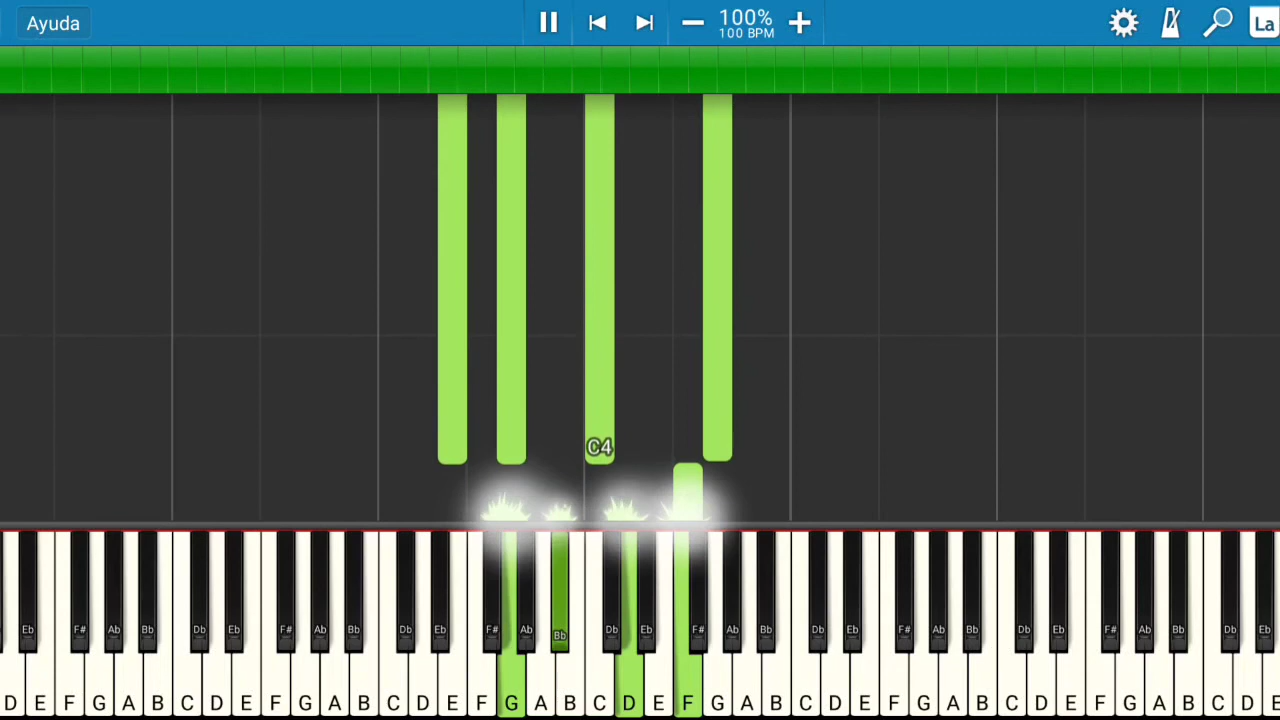 Ayuda
100%
100 BPM
La
C4
Eb F# Ab Bb Db Eb F# Ab Bb Db Eb F# Ab Bb Db Eb F# Ab Bb Db Eb F# Ab Bb Db Eb F# Ab Bb Db Eb
D E F G A B C D E F G A B C D E F G A B C D E F G A B C D E F G A B C D E F G A B C D E